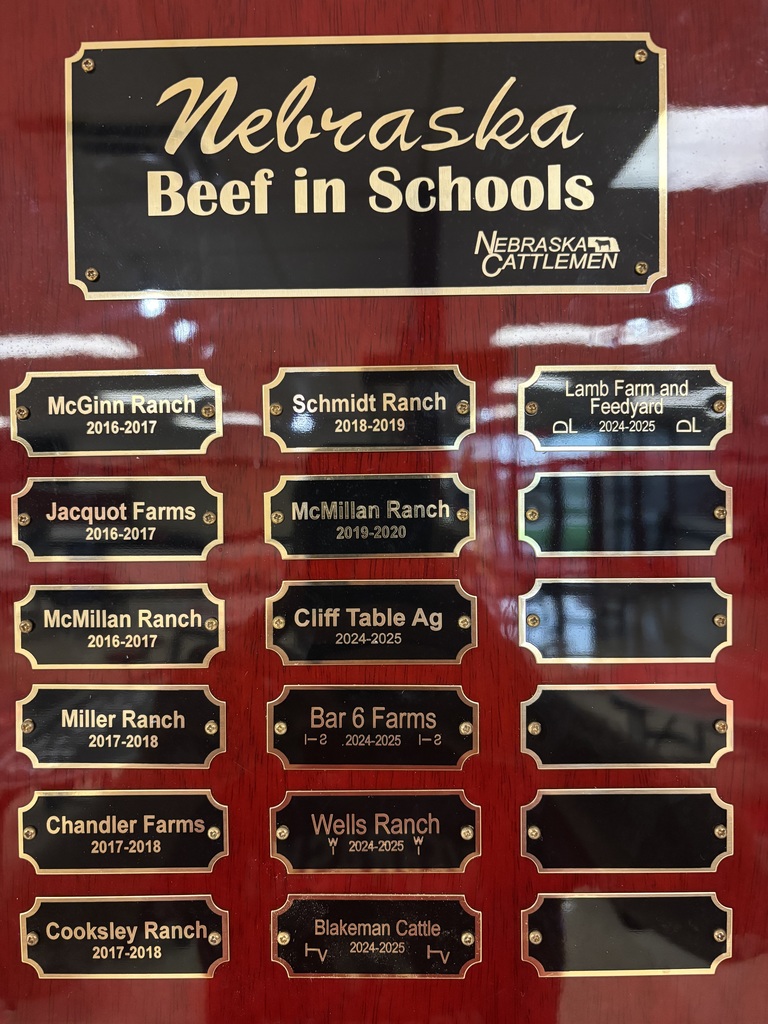 Nebraska
Beef in Schools
NEBRASKA
CATTLEMEN
McGinn Ranch
2016-2017
Jacquot Farms
2016-2017
McMillan Ranch
2016-2017
Miller Ranch
2017-2018
Chandler Farms
2017-2018
Cooksley Ranch
2017-2018
Schmidt Ranch
2018-2019
McMillan Ranch
2019-2020
Cliff Table Ag
2024-2025
Bar 6 Farms
2024-2025
Wells Ranch
2024-2025
Blakeman Cattle
2024-2025
Lamb Farm and
Feedyard
2024-2025